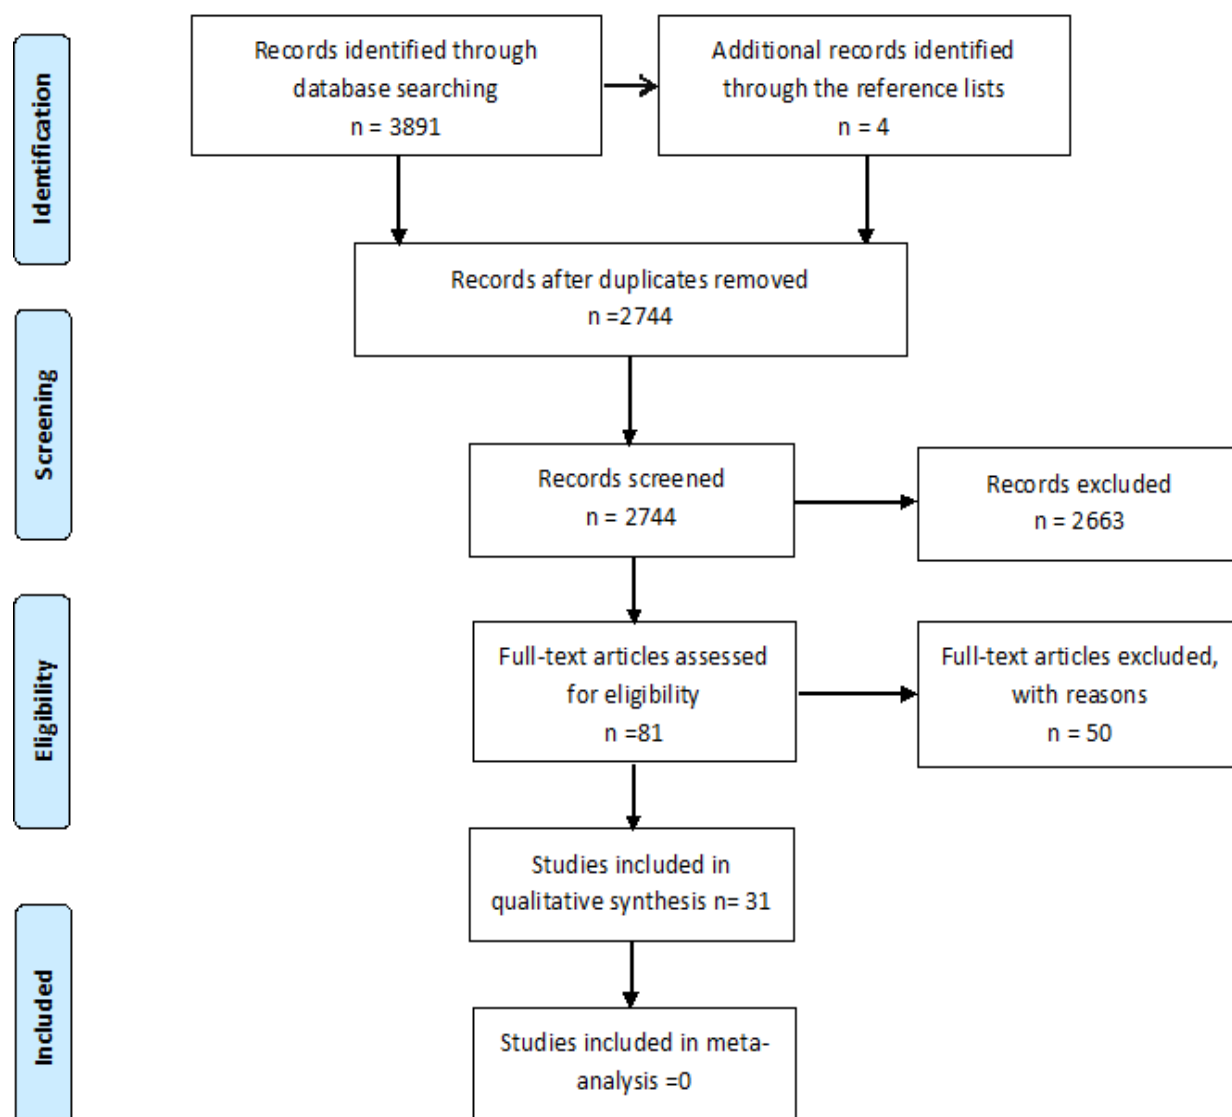 Identification
Records identified through
database searching
n = 3891
Additional records identified
through the reference lists
n = 4
Records after duplicates removed
n =2744
Screening
Records screened
n = 2744
Records excluded
n = 2663
Eligibility
Full-text articles assessed
for eligibility
n =81
Full-text articles excluded,
with reasons
n = 50
Studies included in
qualitative synthesis n= 31
Included
Studies included in meta-
analysis =0